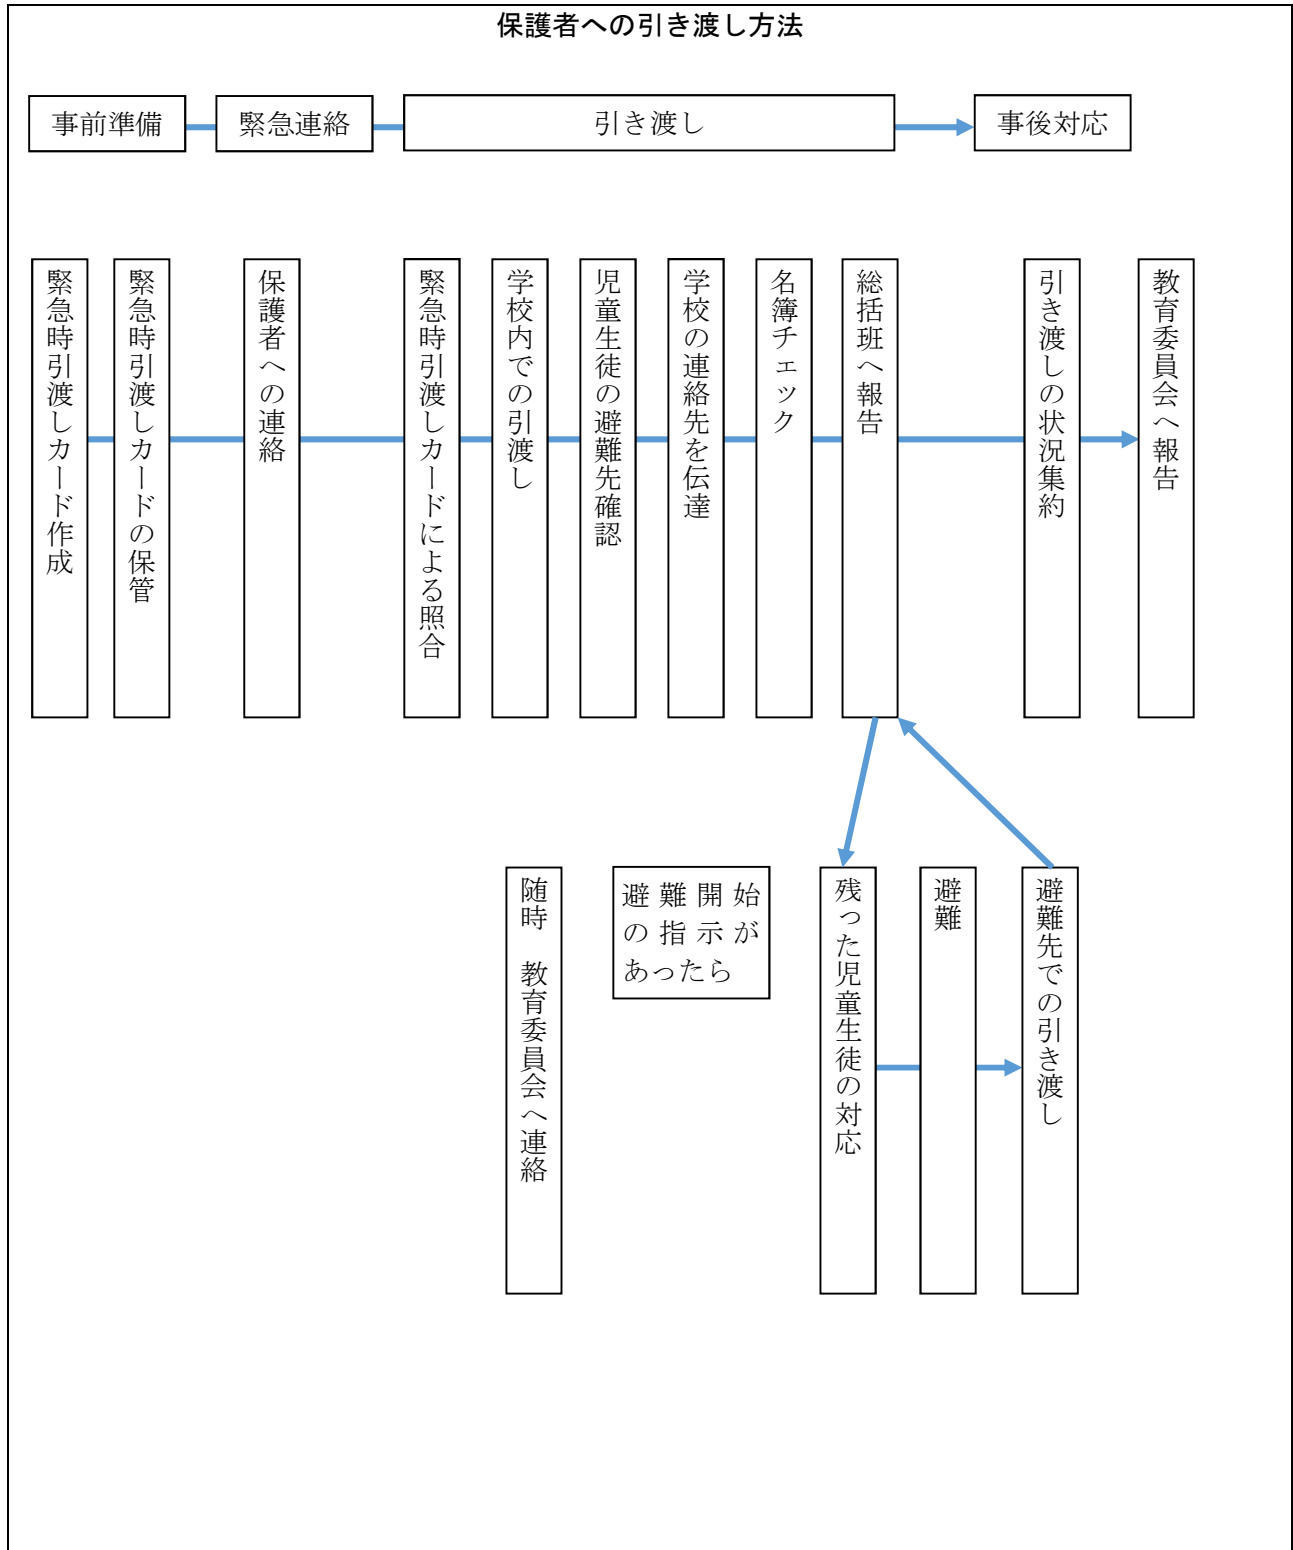 保護者への引き渡し方法
事前準備
緊急連絡
引き渡し
事後対応
緊急時引渡しカード作成
緊急時引渡しカードの保管
保護者への連絡
緊急時引渡しカードによる照合
学校内での引渡し
児童生徒の避難先確認
学校の連絡先を伝達
名簿チェック
総括班へ報告
引き渡しの状況集約
教育委員会へ報告
随時　教育委員会へ連絡
避難開始
の指示が
あったら
残った児童生徒の対応
避難
避難先での引き渡し